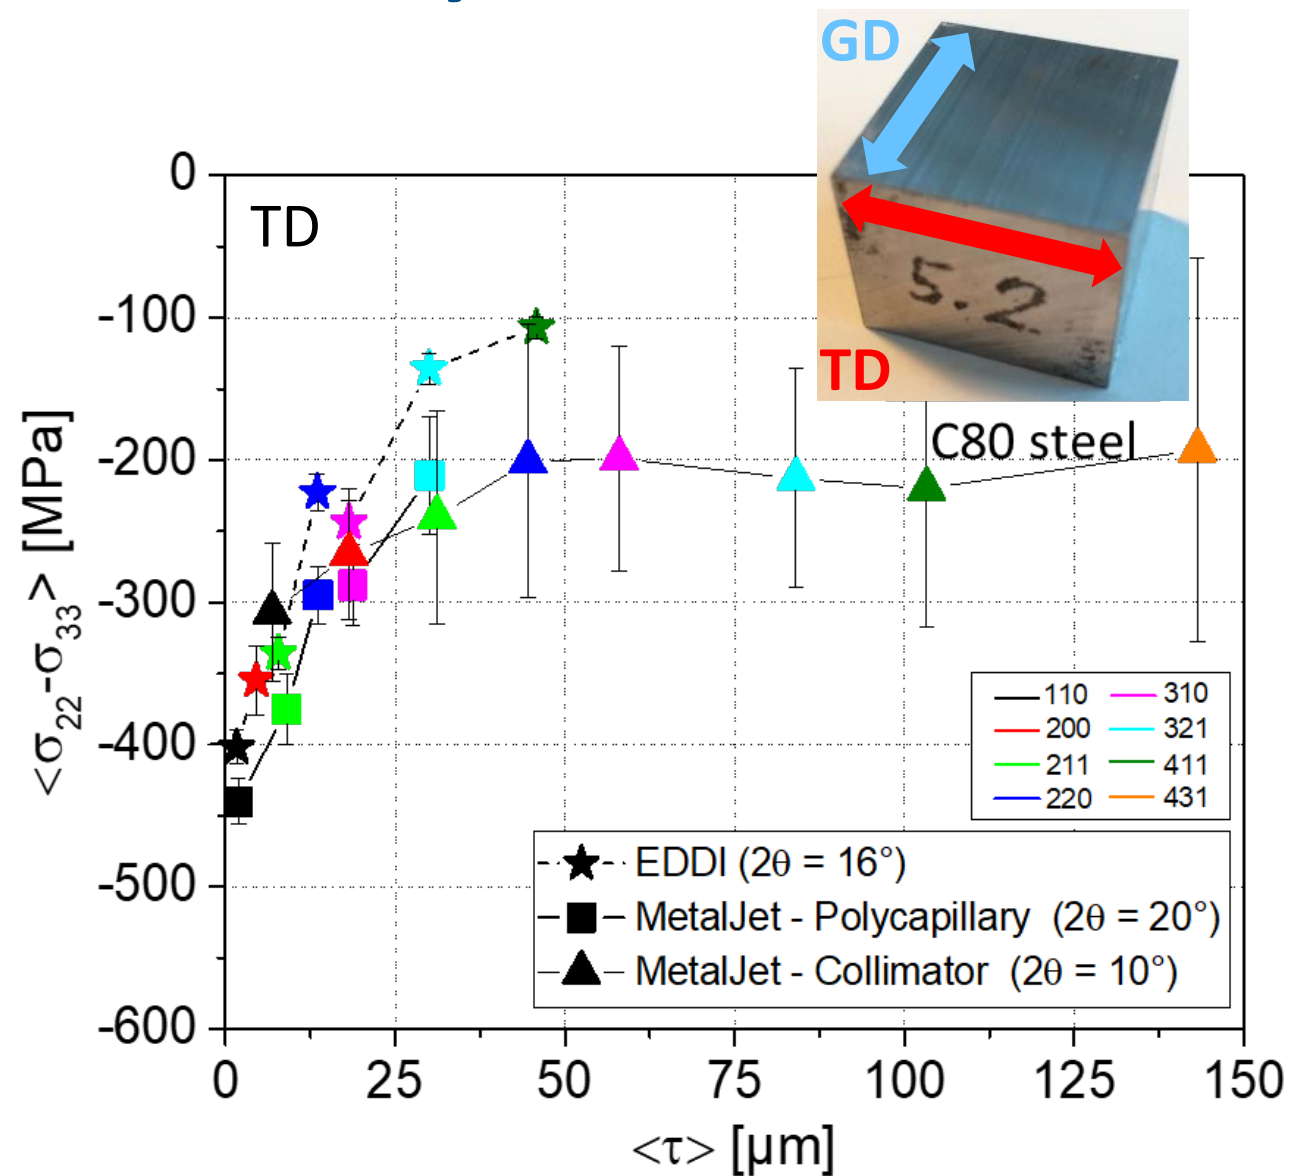 GD
5.2
TD
TD
C80 steel
0
-100
-200
-300
-400
-500
-600
<σ22-σ33> [MPa]
110
200
211
220
310
321
411
431
EDDI (2θ = 16°)
MetalJet - Polycapillary (2θ = 20°)
MetalJet - Collimator (2θ = 10°)
0 25 50 75 100 125 150
<τ> [µm]